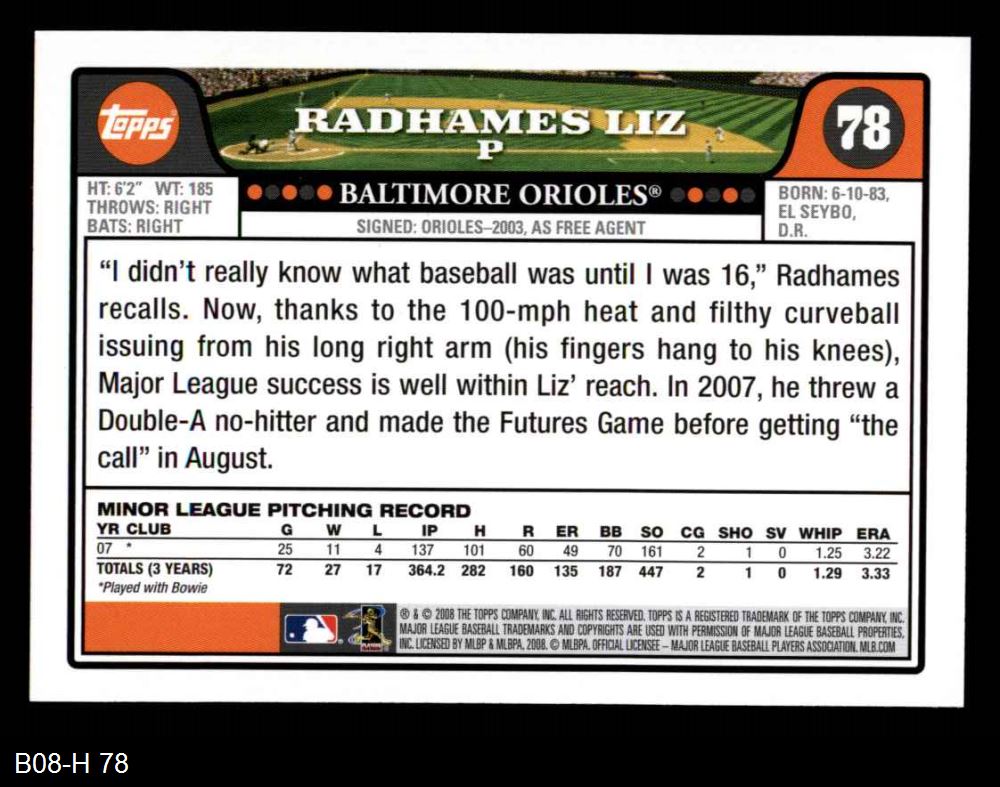 Topps
RADHAMES LIZ
P
78
HT: 6'2" WT: 185
THROWS: RIGHT
BATS: RIGHT
BALTIMORE ORIOLES®
SIGNED: ORIOLES–2003, AS FREE AGENT
BORN: 6-10-83,
EL SEYBO,
D.R.
“I didn’t really know what baseball was until I was 16,” Radhames
recalls. Now, thanks to the 100-mph heat and filthy curveball
issuing from his long right arm (his fingers hang to his knees),
Major League success is well within Liz’ reach. In 2007, he threw a
Double-A no-hitter and made the Futures Game before getting “the
call” in August.
MINOR LEAGUE PITCHING RECORD
YR CLUB G W L IP H R ER BB SO CG SHO SV WHIP ERA
07 * 25 11 4 137 101 60 49 70 161 2 1 0 1.25 3.22
TOTALS (3 YEARS) 72 27 17 364.2 282 160 135 187 447 2 1 0 1.29 3.33
*Played with Bowie
® & © 2008 THE TOPPS COMPANY, INC. ALL RIGHTS RESERVED. TOPPS IS A REGISTERED TRADEMARK OF THE TOPPS COMPANY, INC.
MAJOR LEAGUE BASEBALL TRADEMARKS AND COPYRIGHTS ARE USED WITH PERMISSION OF MAJOR LEAGUE BASEBALL PROPERTIES,
INC. LICENSED BY MLBP & MLBPA, 2008. © MLBPA. OFFICIAL LICENSEE – MAJOR LEAGUE BASEBALL PLAYERS ASSOCIATION. MLB.COM
B08-H 78